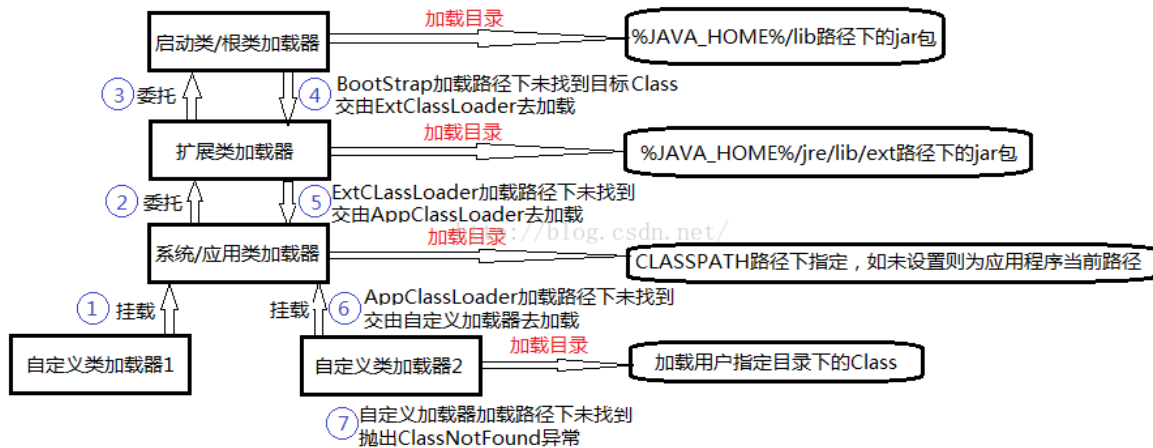 加载目录
启动类/根类加载器
%JAVA_HOME%/lib路径下的jar包
③ 委托
④ BootStrap加载路径下未找到目标Class
交由ExtClassLoader去加载
加载目录
扩展类加载器
%JAVA_HOME%/jre/lib/ext路径下的jar包
② 委托
⑤ ExtCLassLoader加载路径下未找到
交由AppClassLoader去加载
http://blog.csdn.net/
加载目录
系统/应用类加载器
CLASSPATH路径下指定，如未设置则为应用程序当前路径
① 挂载
挂载
⑥ AppClassLoader加载路径下未找到
交由自定义加载器去加载
加载目录
自定义类加载器1
自定义类加载器2
加载用户指定目录下的Class
⑦ 自定义加载器加载路径下未找到
抛出ClassNotFound异常